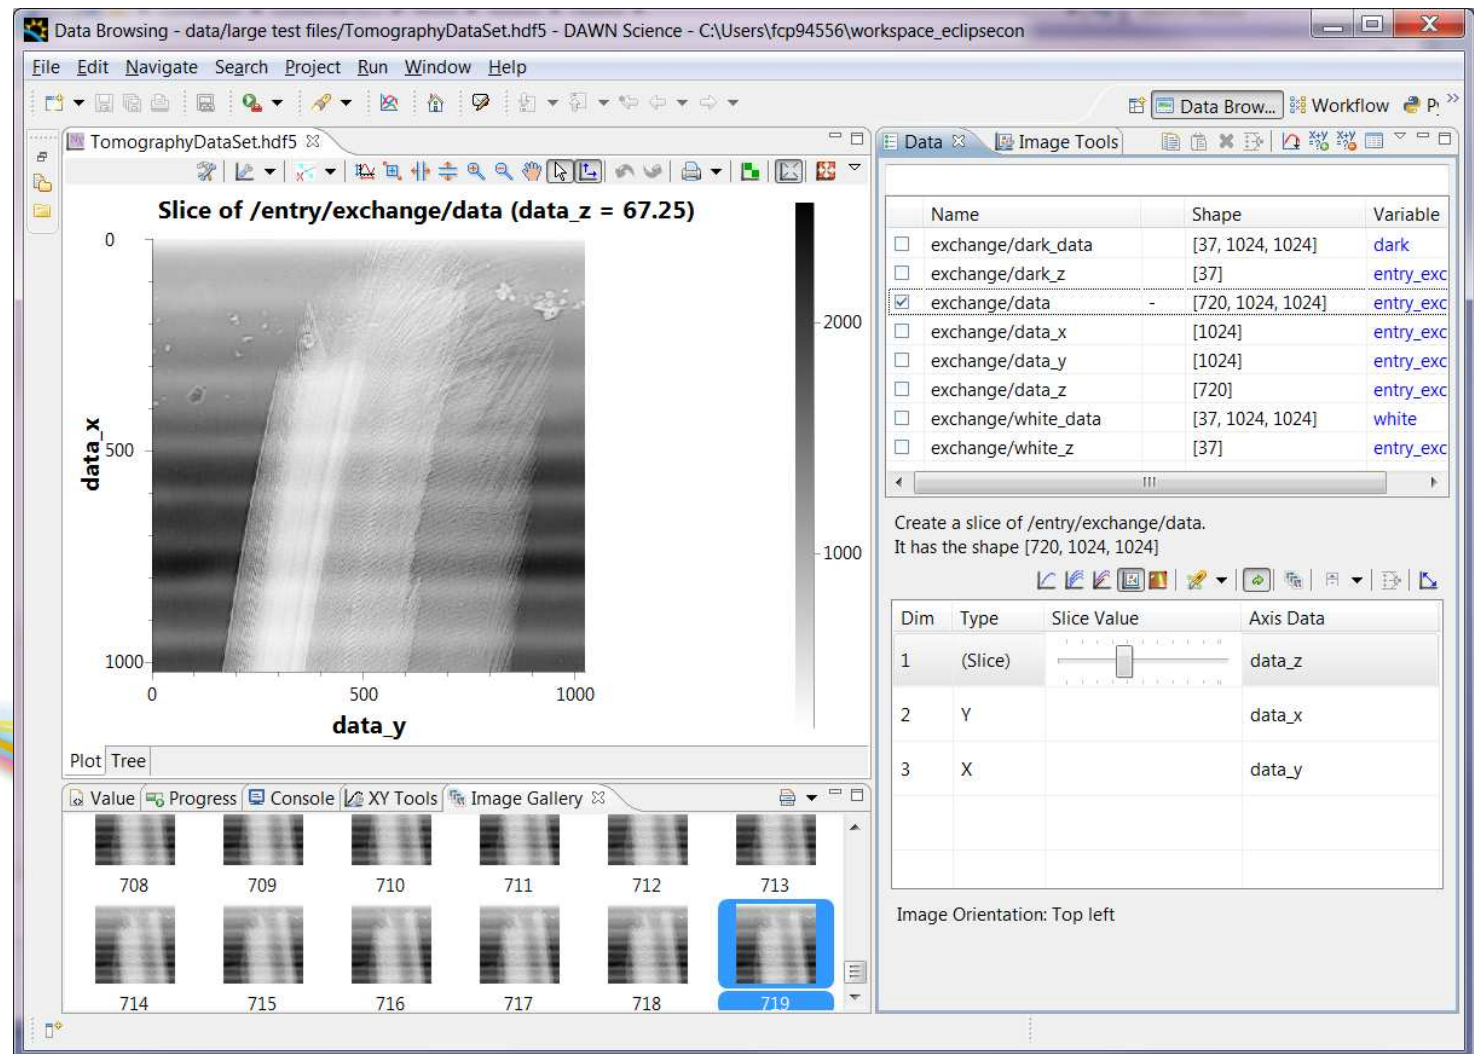 Data Browsing - data/large test files/TomographyDataSet.hdf5 - DAWN Science - C:\Users\fcp94556\workspace_eclipsecon
File Edit Navigate Search Project Run Window Help
Data Brow... Workflow
TomographyDataSet.hdf5
Slice of /entry/exchange/data (data_z = 67.25)
0
500
1000
data_x
0 500 1000
data_y
2000
1000
Plot Tree
Value Progress Console XY Tools Image Gallery
708 709 710 711 712 713
714 715 716 717 718 719
Data Image Tools
Name Shape Variable
exchange/dark_data [37, 1024, 1024] dark
exchange/dark_z [37] entry_exc
exchange/data - [720, 1024, 1024] entry_exc
exchange/data_x [1024] entry_exc
exchange/data_y [1024] entry_exc
exchange/data_z [720] entry_exc
exchange/white_data [37, 1024, 1024] white
exchange/white_z [37] entry_exc
Create a slice of /entry/exchange/data.
It has the shape [720, 1024, 1024]
Dim Type Slice Value Axis Data
1 (Slice) data_z
2 Y data_x
3 X data_y
Image Orientation: Top left